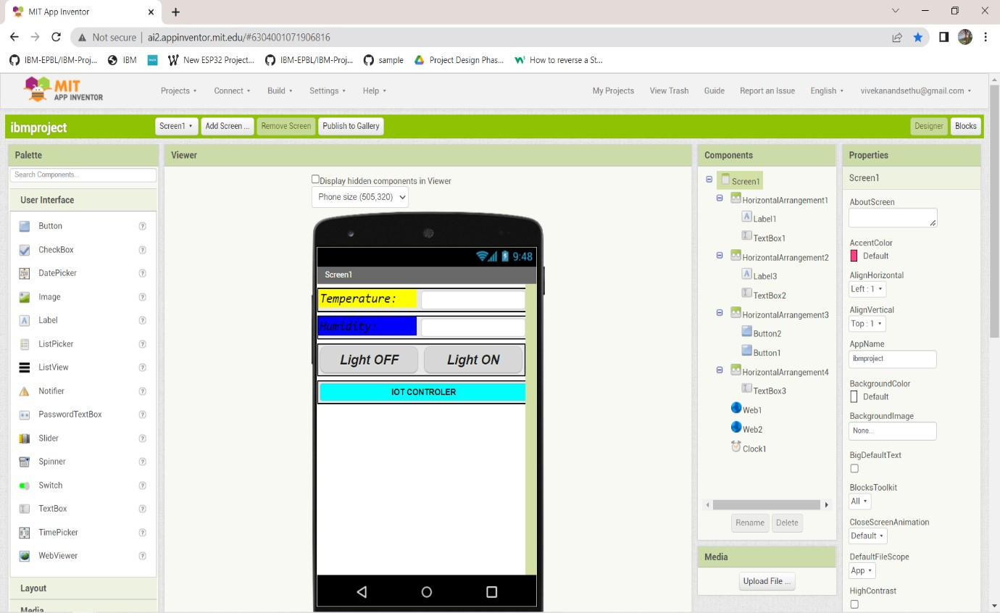 MIT App Inventor
Not secure | ai2.appinventor.mit.edu/#6304001071906816
IBM-EPBL/IBM-Proj... IBM New ESP32 Project... IBM-EPBL/IBM-Proj... sample Project Design Phas... How to reverse a St...
MIT APP INVENTOR
Projects Connect Build Settings Help My Projects View Trash Guide Report an Issue English vivekanandsethu@gmail.com
ibmproject Screen1 Add Screen ... Remove Screen Publish to Gallery Designer Blocks
Palette
Search Components...
User Interface
Button ?
CheckBox ?
DatePicker ?
Image ?
Label ?
ListPicker ?
ListView ?
Notifier ?
PasswordTextBox ?
Slider ?
Spinner ?
Switch ?
TextBox ?
TimePicker ?
WebViewer ?
Layout
Media
Viewer
Display hidden components in Viewer
Phone size (505,320)
9:48
Screen1
Temperature:
Humidity:
Light OFF Light ON
IOT CONTROLER
Components
Screen1
HorizontalArrangement1
Label1
TextBox1
HorizontalArrangement2
Label3
TextBox2
HorizontalArrangement3
Button2
Button1
HorizontalArrangement4
TextBox3
Web1
Web2
Clock1
Rename Delete
Media
Upload File ...
Properties
Screen1
AboutScreen
AccentColor
Default
AlignHorizontal
Left : 1
AlignVertical
Top : 1
AppName
ibmproject
BackgroundColor
Default
BackgroundImage
None...
BigDefaultText
BlocksToolkit
All
CloseScreenAnimation
Default
DefaultFileScope
App
HighContrast